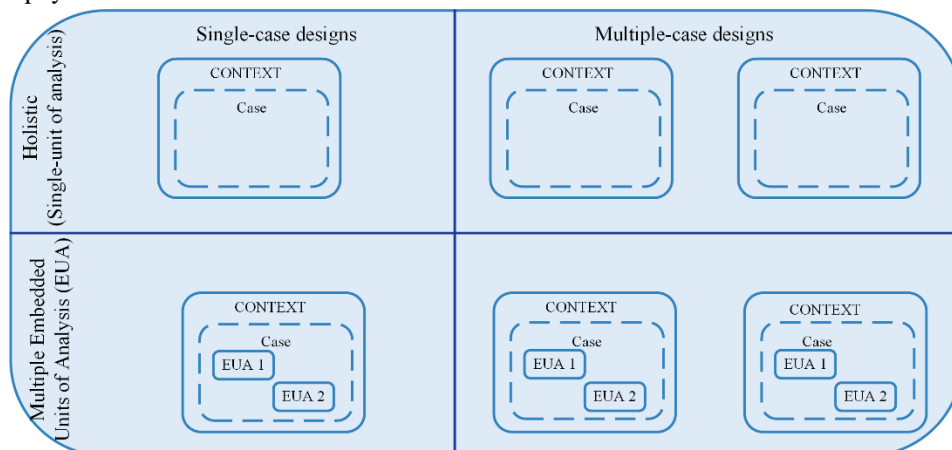 Single-case designs
Multiple-case designs
Holistic
(Single-unit of analysis)
CONTEXT
Case
CONTEXT
Case
CONTEXT
Case
Multiple Embedded
Units of Analysis (EUA)
CONTEXT
Case
EUA 1
EUA 2
CONTEXT
Case
EUA 1
EUA 2
CONTEXT
Case
EUA 1
EUA 2